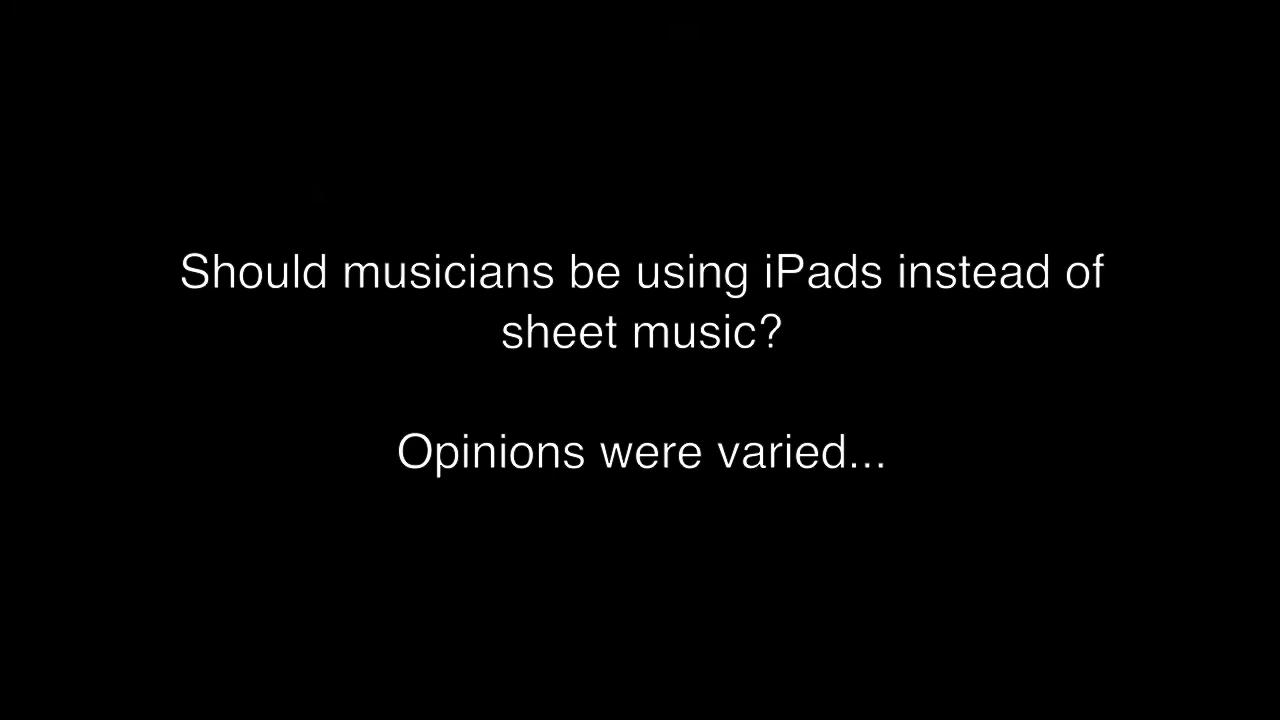 Should musicians be using iPads instead of
sheet music?
Opinions were varied...